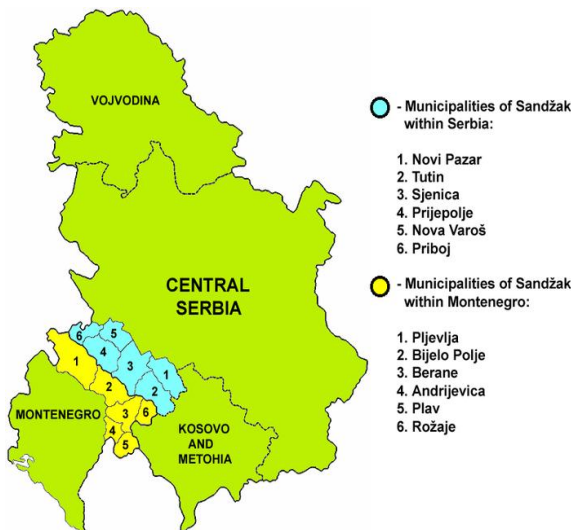 VOJVODINA
- Municipalities of Sandžak
within Serbia:
1. Novi Pazar
2. Tutin
3. Sjenica
4. Prijepolje
5. Nova Varoš
6. Priboj
- Municipalities of Sandžak
within Montenegro:
1. Pljevlja
2. Bijelo Polje
3. Berane
4. Andrijevica
5. Plav
6. Rožaje
CENTRAL
SERBIA
6
5
4
3
1
2
1
2
3
6
4
5
MONTENEGRO
KOSOVO
AND
METOHIA